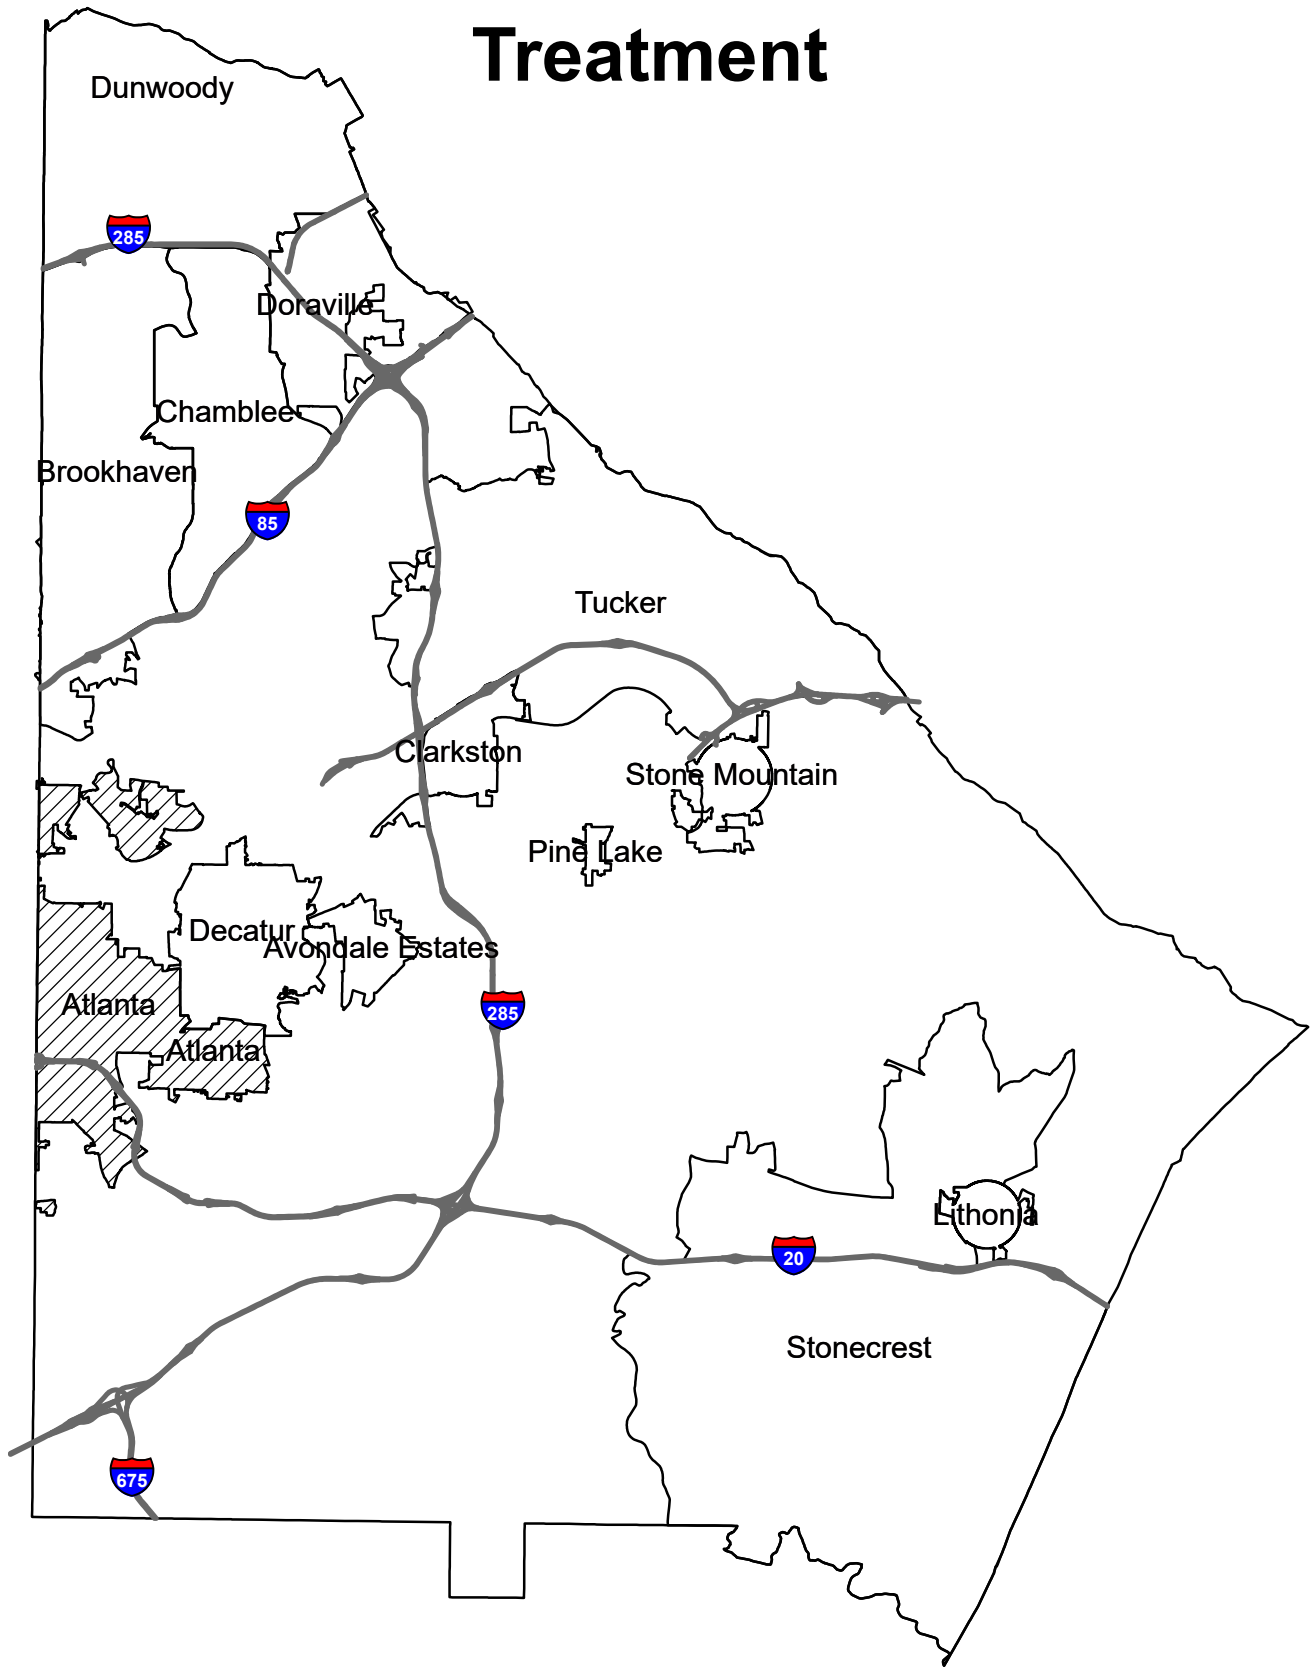 Treatment
Dunwoody
285
Doraville
Chamblee
Brookhaven
85
Tucker
Clarkston
Stone Mountain
Pine Lake
Decatur
Avondale Estates
Atlanta
285
Atlanta
Lithonia
20
Stonecrest
675